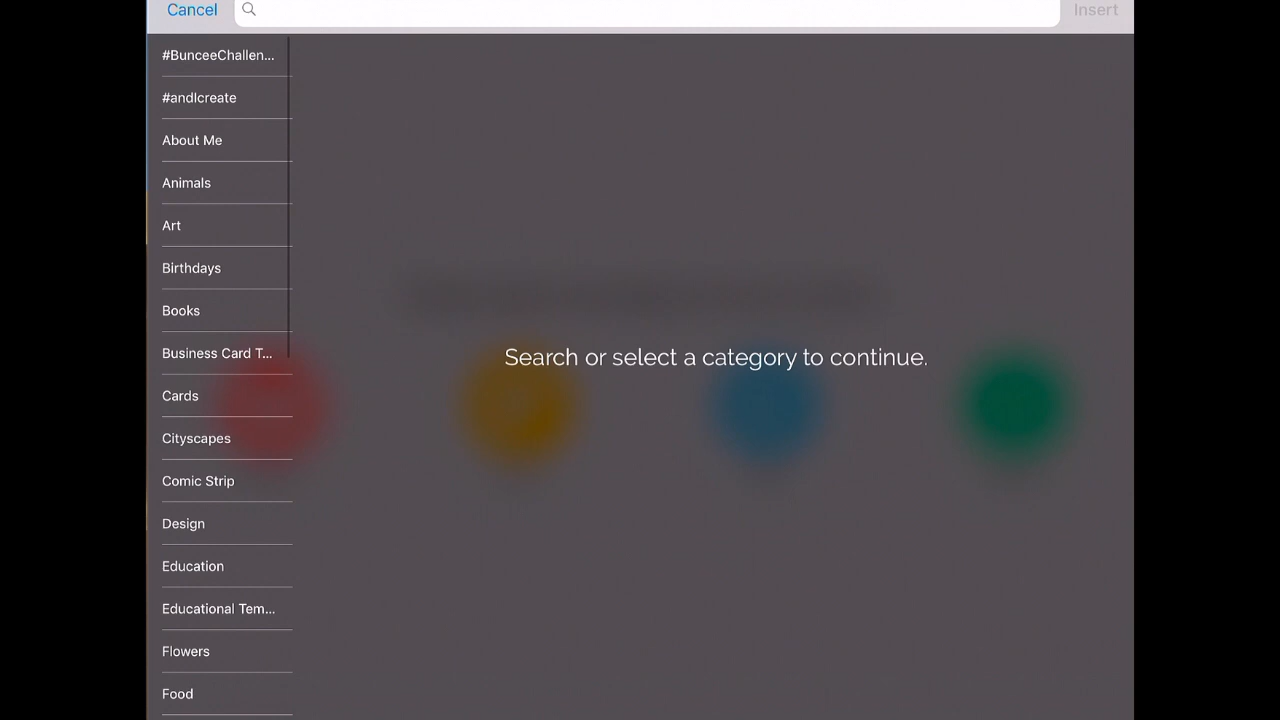 Cancel
Insert
#BunceeChallen...
#andIcreate
About Me
Animals
Art
Birthdays
Books
Business Card T...
Cards
Cityscapes
Comic Strip
Design
Education
Educational Tem...
Flowers
Food
Search or select a category to continue.